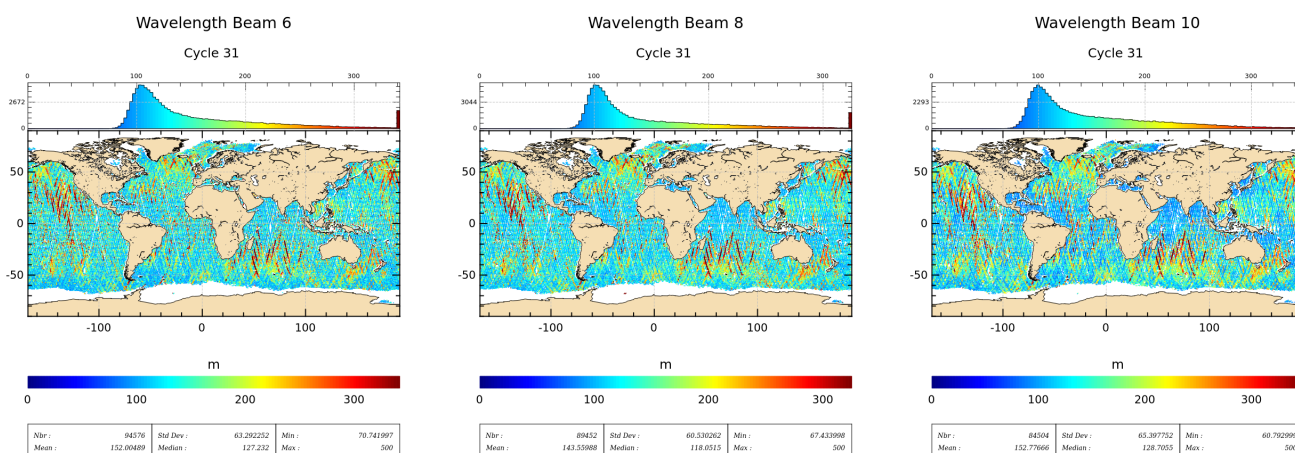 Wavelength Beam 6
Cycle 31
0 100 200 300
2672
0
50
0
-50
-100 0 100
m
0 100 200 300
Nbr : 94576 Std Dev : 63.292252 Min : 70.741997
Mean : 152.00489 Median : 127.232 Max : 500
Wavelength Beam 8
Cycle 31
0 100 200 300
3044
0
50
0
-50
-100 0 100
m
0 100 200 300
Nbr : 89452 Std Dev : 60.530262 Min : 67.433998
Mean : 143.55988 Median : 118.0515 Max : 500
Wavelength Beam 10
Cycle 31
0 100 200 300
2293
0
50
0
-50
-100 0 100
m
0 100 200 300
Nbr : 84504 Std Dev : 65.397752 Min : 60.792999
Mean : 152.77666 Median : 128.7055 Max : 500